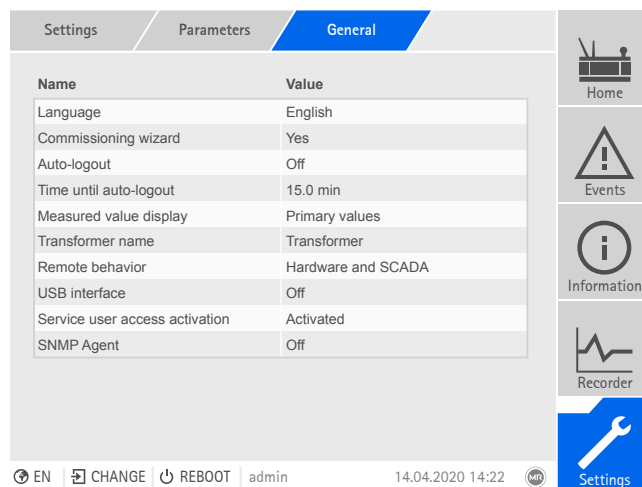 Settings Parameters General
Name Value
Language English
Commissioning wizard Yes
Auto-logout Off
Time until auto-logout 15.0 min
Measured value display Primary values
Transformer name Transformer
Remote behavior Hardware and SCADA
USB interface Off
Service user access activation Activated
SNMP Agent Off
Home
Events
Information
Recorder
Settings
EN CHANGE REBOOT admin 14.04.2020 14:22 MR